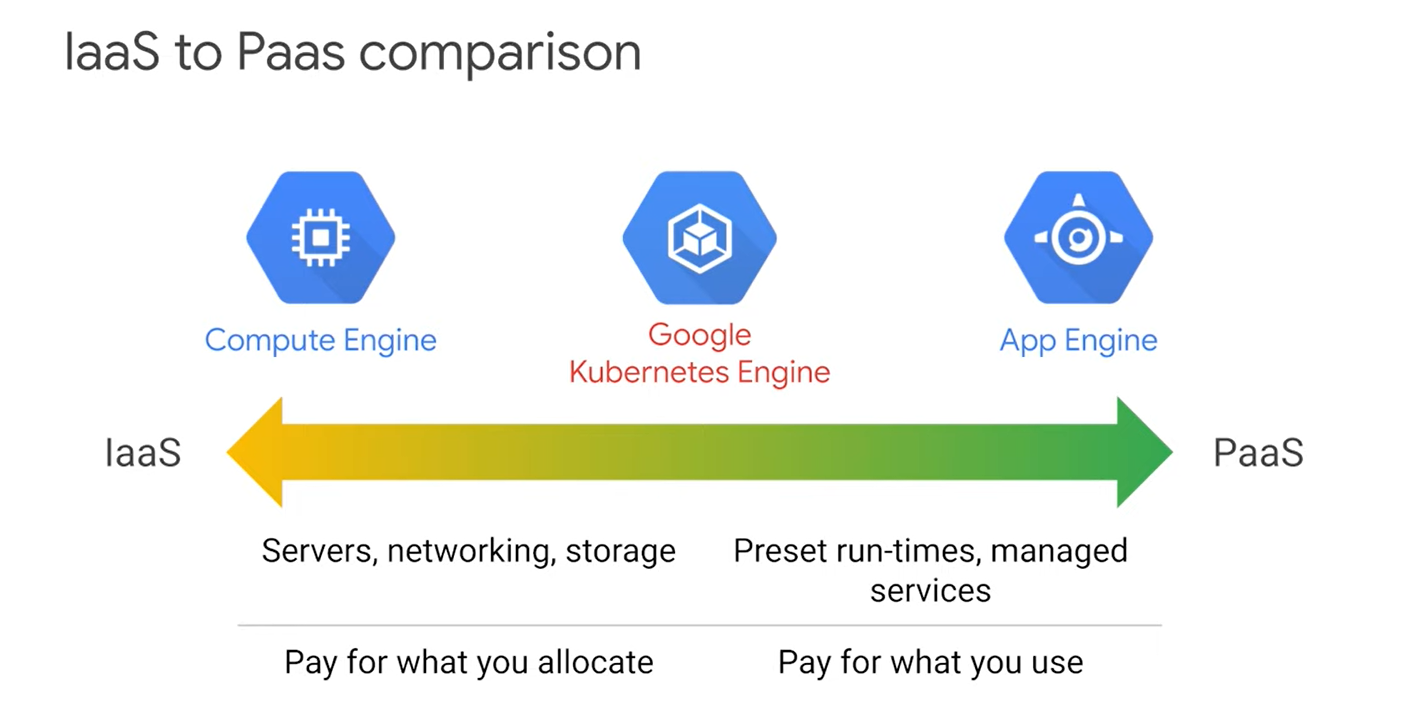 IaaS to Paas comparison
Compute Engine
Google
Kubernetes Engine
App Engine
IaaS
PaaS
Servers, networking, storage
Preset run-times, managed
services
Pay for what you allocate
Pay for what you use